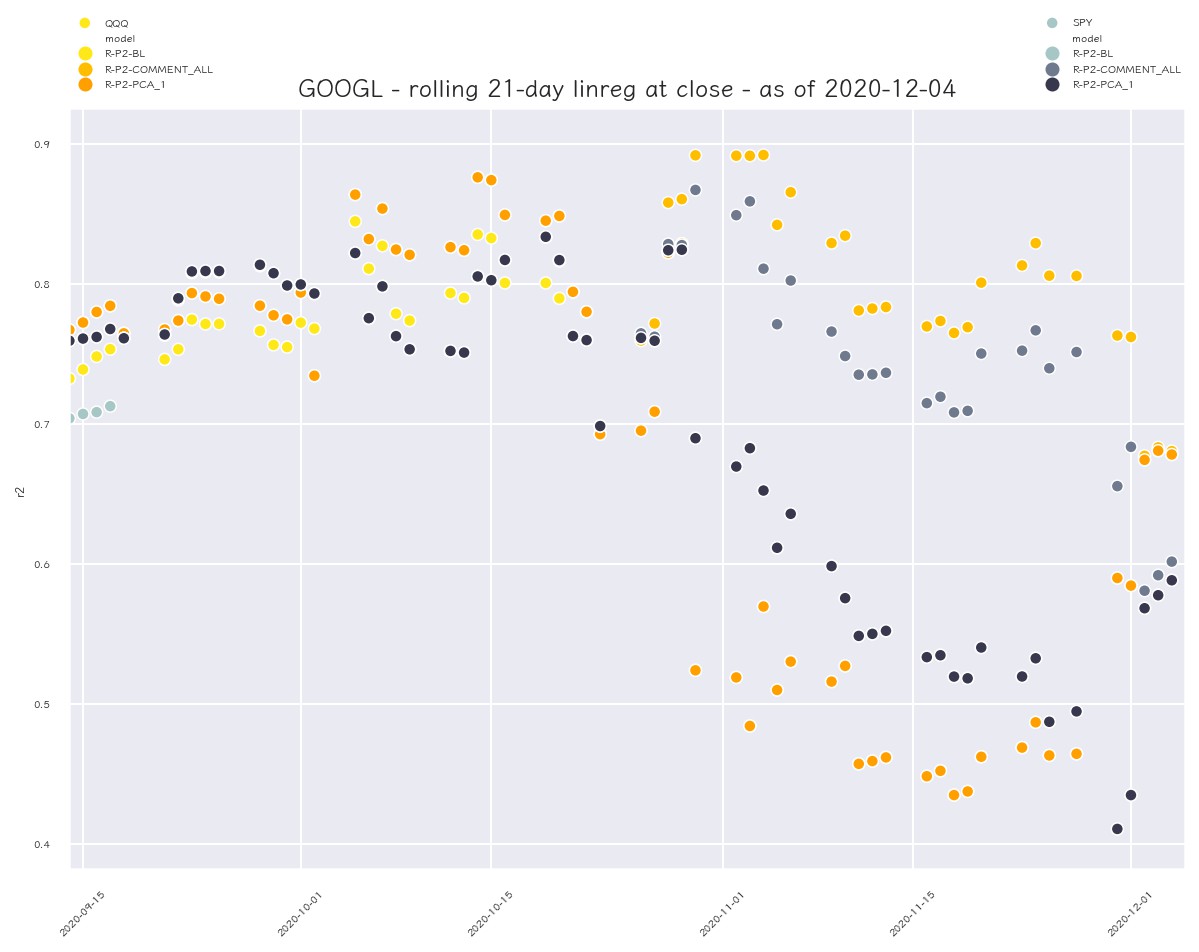 QQQ
model
R-P2-BL
R-P2-COMMENT_ALL
R-P2-PCA_1
SPY
model
R-P2-BL
R-P2-COMMENT_ALL
R-P2-PCA_1
GOOGL - rolling 21-day linreg at close - as of 2020-12-04
r2
0.9
0.8
0.7
0.6
0.5
0.4
2020-09-15
2020-10-01
2020-10-15
2020-11-01
2020-11-15
2020-12-01